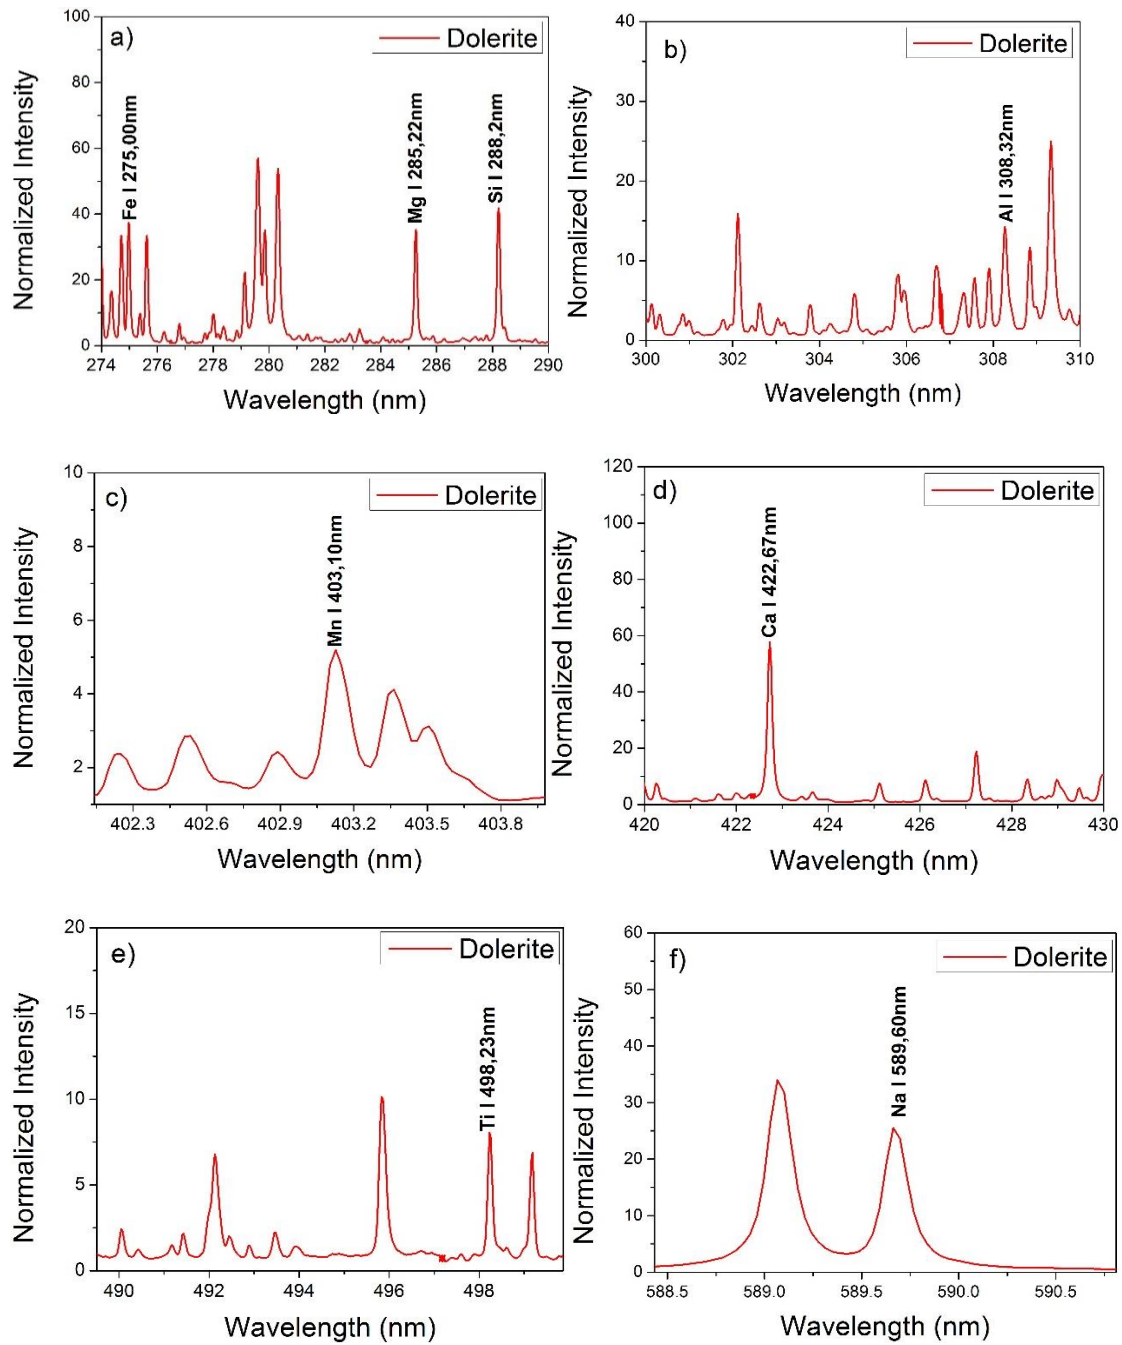 a)
Dolerite
Fe I 275,00nm
Mg I 285,22nm
Si I 288,2nm
Normalized Intensity
100
80
60
40
20
0
274 276 278 280 282 284 286 288 290
Wavelength (nm)
b)
Dolerite
Al I 308,32nm
Normalized Intensity
40
30
20
10
0
300 302 304 306 308 310
Wavelength (nm)
c)
Dolerite
Mn I 403,10nm
Normalized Intensity
10
8
6
4
2
402.3 402.6 402.9 403.2 403.5 403.8
Wavelength (nm)
d)
Dolerite
Ca I 422,67nm
Normalized Intensity
120
100
80
60
40
20
0
420 422 424 426 428 430
Wavelength (nm)
e)
Dolerite
Ti I 498,23nm
Normalized Intensity
20
15
10
5
0
490 492 494 496 498
Wavelength (nm)
f)
Dolerite
Na I 589,60nm
Normalized Intensity
60
50
40
30
20
10
0
588.5 589.0 589.5 590.0 590.5
Wavelength (nm)